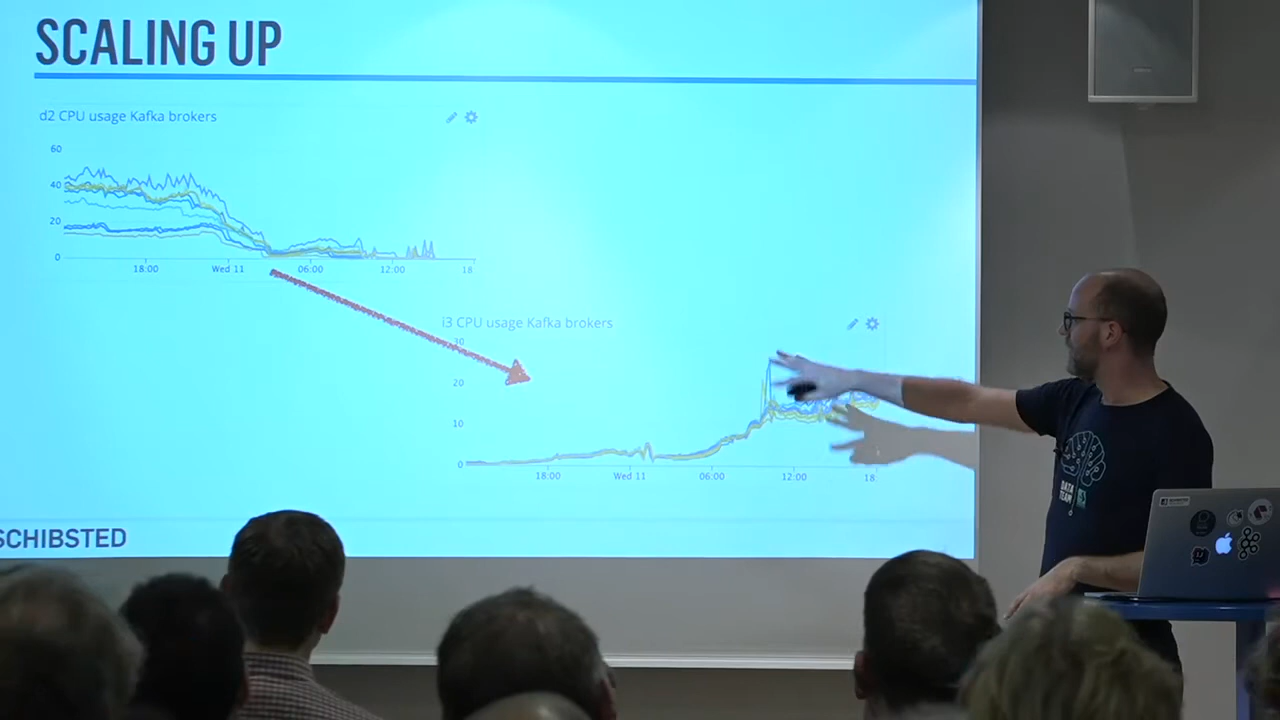 SCALING UP
d2 CPU usage Kafka brokers
60
40
20
0
18:00 Wed 11 06:00 12:00 18
i3 CPU usage Kafka brokers
30
20
10
0
18:00 Wed 11 06:00 12:00 18
SCHIBSTED
DATA
TEAM